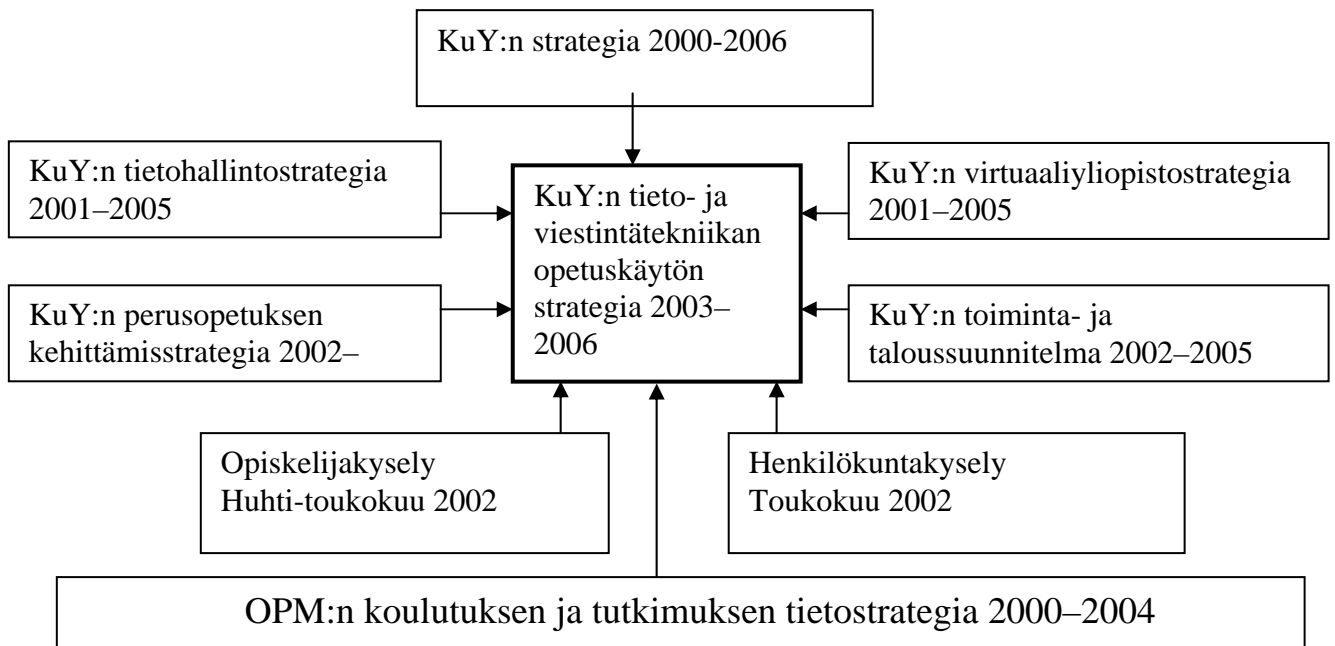 KuY:n strategia 2000-2006
KuY:n tietohallintostrategia
2001–2005
KuY:n tieto- ja
viestintätekniikan
opetuskäytön
strategia 2003–
2006
KuY:n virtuaaliyliopistostrategia
2001–2005
KuY:n perusopetuksen
kehittämisstrategia 2002–
KuY:n toiminta- ja
taloussuunnitelma 2002–2005
Opiskelijakysely
Huhti-toukokuu 2002
Henkilökuntakysely
Toukokuu 2002
OPM:n koulutuksen ja tutkimuksen tietostrategia 2000–2004